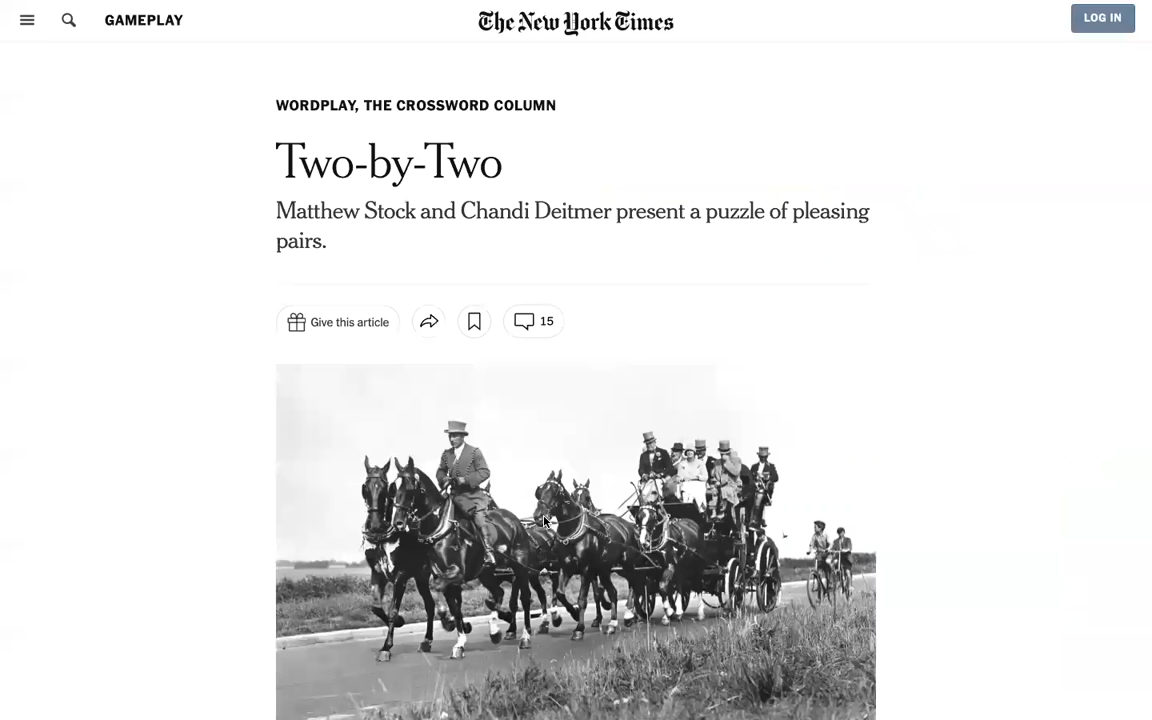 GAMEPLAY The New York Times LOG IN
WORDPLAY, THE CROSSWORD COLUMN
Two-by-Two
Matthew Stock and Chandi Deitmer present a puzzle of pleasing
pairs.
Give this article 15